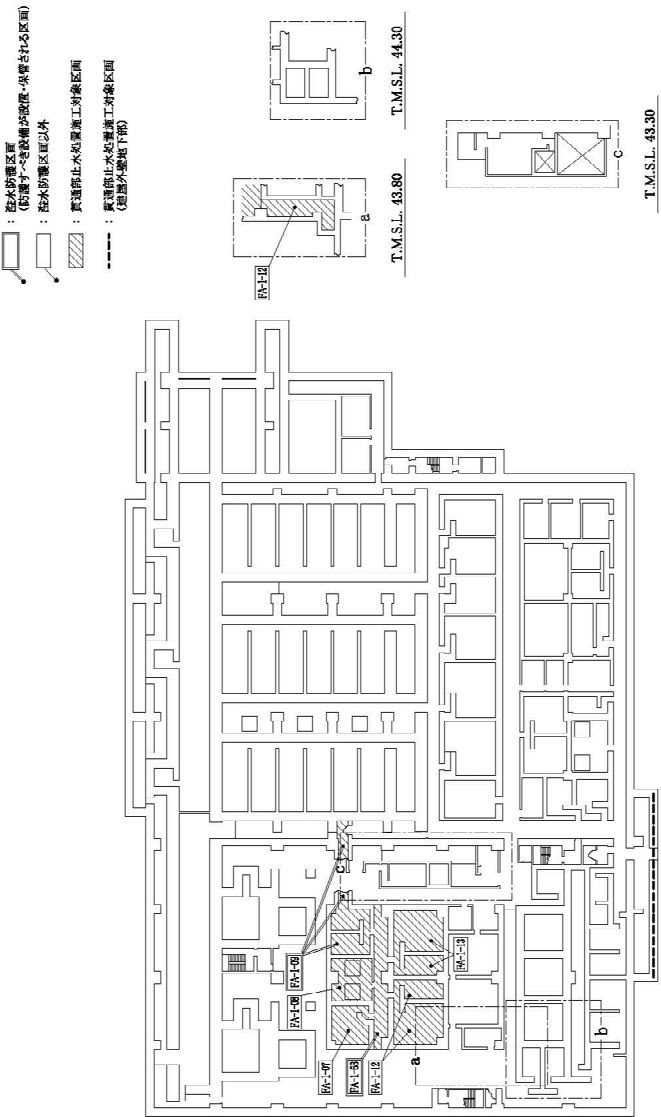 ：溢水防護区画
（防護すべき設備が設置・保管される区画）
：溢水防護区画以外
：貫通部止水処置施工対象区画
：貫通部止水処置施工対象区画
（建屋外壁地下部）
FA-1-12
a
T.M.S.L. 43.80
b
T.M.S.L. 44.30
c
T.M.S.L. 43.30
FA-1-07
FA-1-08
FA-1-09
FA-1-63
FA-1-12
FA-1-13
a
b
c